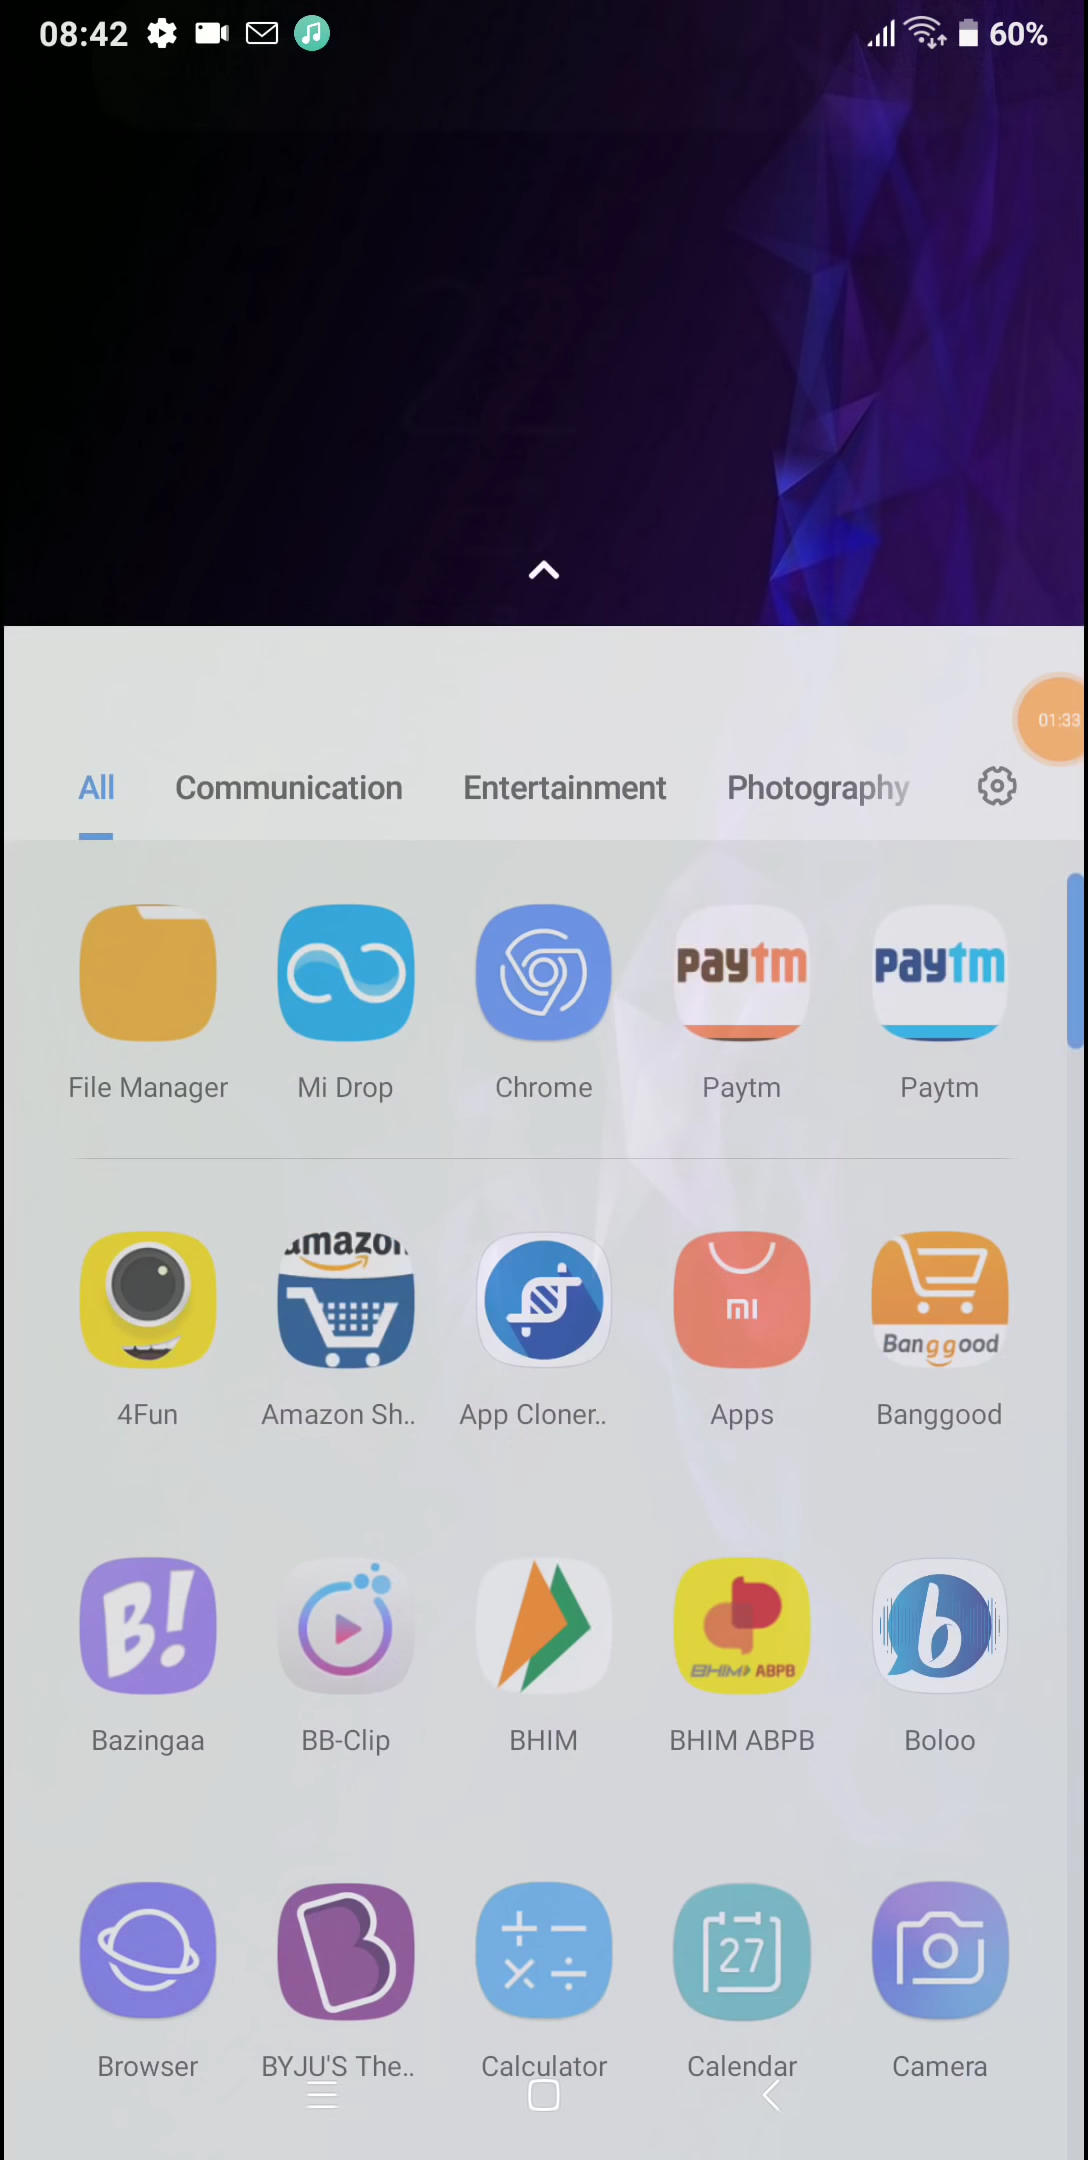 08:42 60%
01:33
All Communication Entertainment Photography
paytm paytm
File Manager Mi Drop Chrome Paytm Paytm
amazon
mi
Banggood
4Fun Amazon Sh.. App Cloner.. Apps Banggood
B! b
BHIM ABPB
Bazingaa BB-Clip BHIM BHIM ABPB Boloo
B + − × ÷ 27
Browser BYJU'S The.. Calculator Calendar Camera